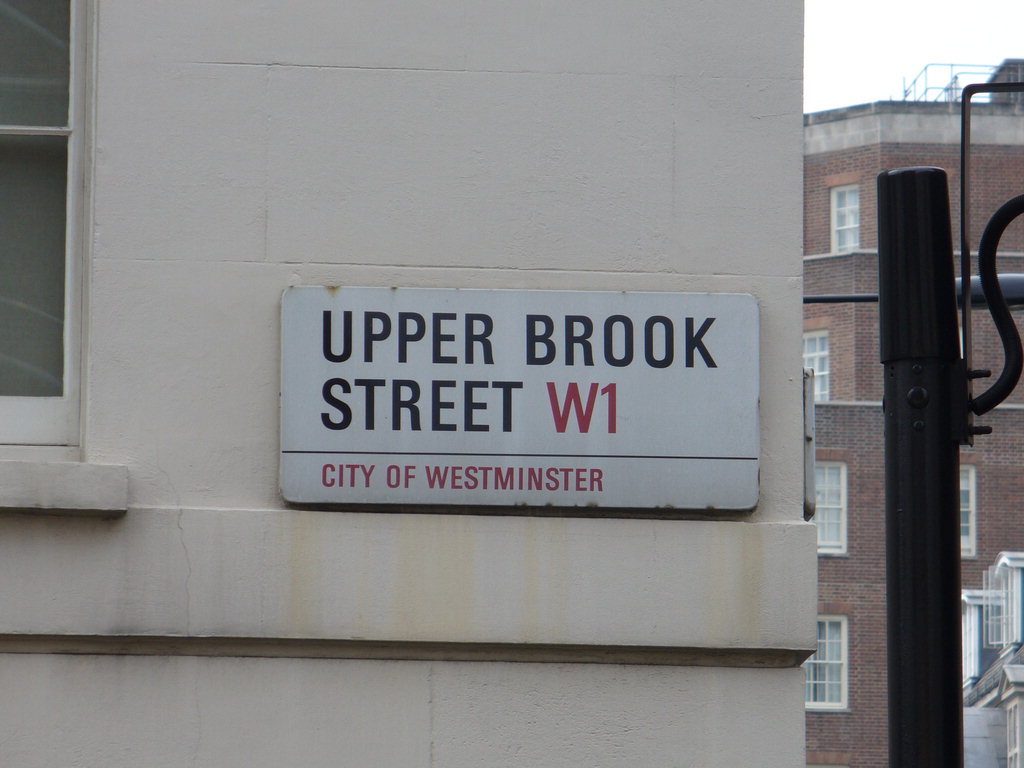 UPPER BROOK
STREET W1
CITY OF WESTMINSTER